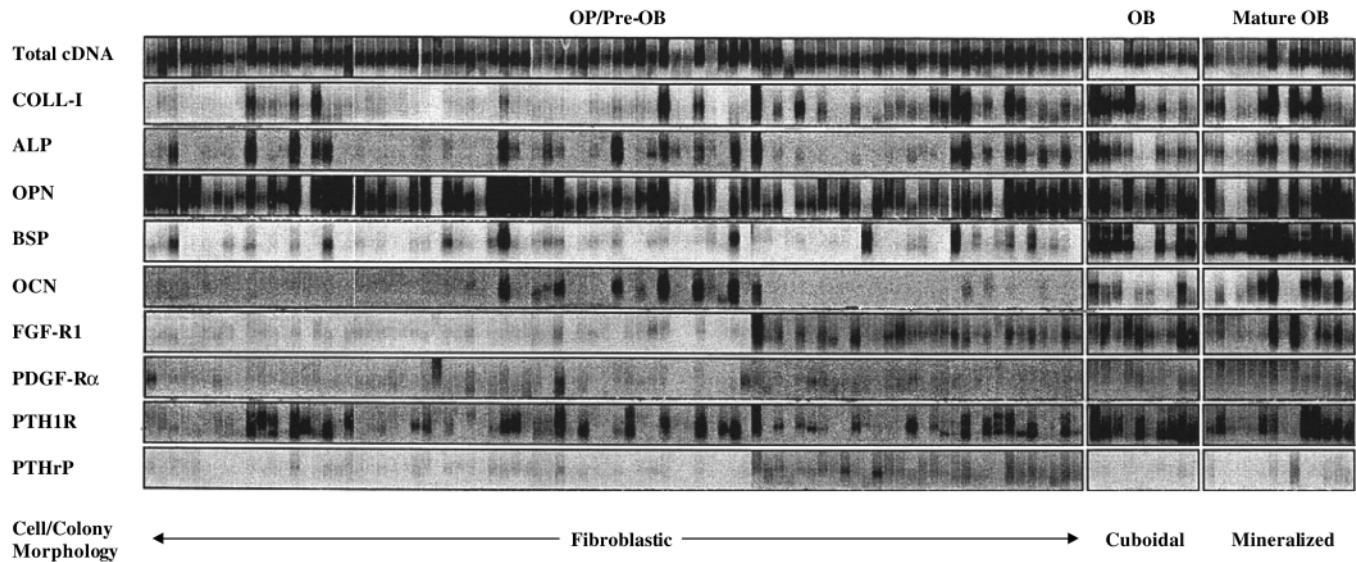 OP/Pre-OB OB Mature OB
Total cDNA
COLL-I
ALP
OPN
BSP
OCN
FGF-R1
PDGF-Rα
PTH1R
PTHrP
Cell/Colony
Morphology
Fibroblastic Cuboidal Mineralized